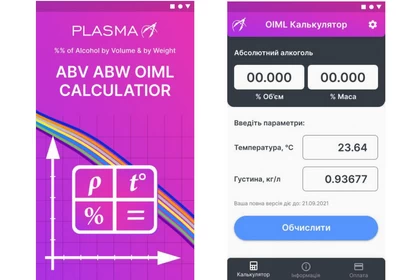 PLASMA
%% of Alcohol by Volume & by Weight
ABV ABW OIML
CALCULATIOR
ρ t°
% =
OIML Калькулятор
Абсолютний алкоголь
00.000 00.000
% Об'єм % Маса
Введіть параметри:
Температура, °C 23.64
Густина, кг/л 0.93677
Ваша повна версія діє до: 21.09.2021
Обчислити
Калькулятор Інформація Оплата